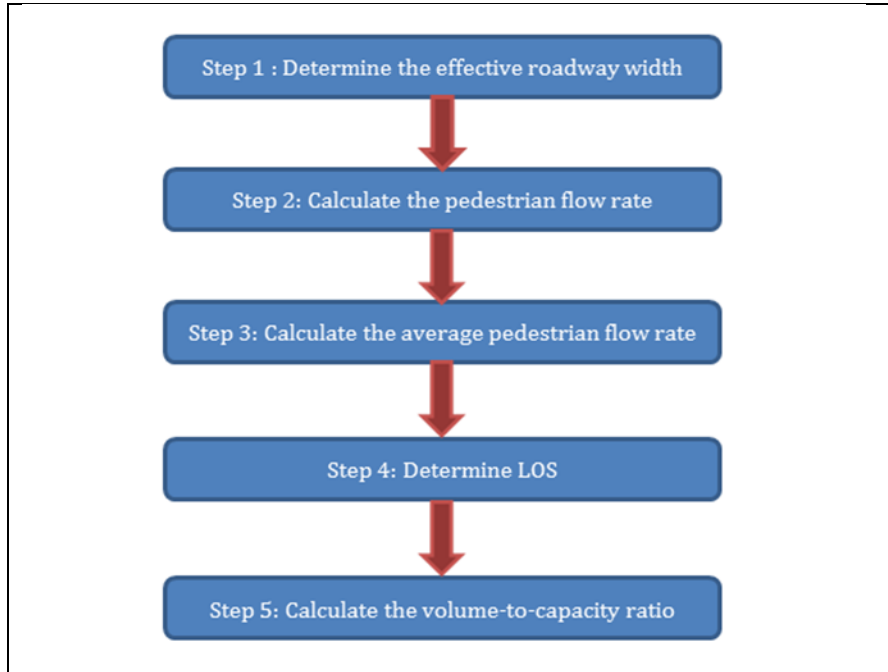 Step 1 : Determine the effective roadway width
Step 2: Calculate the pedestrian flow rate
Step 3: Calculate the average pedestrian flow rate
Step 4: Determine LOS
Step 5: Calculate the volume-to-capacity ratio